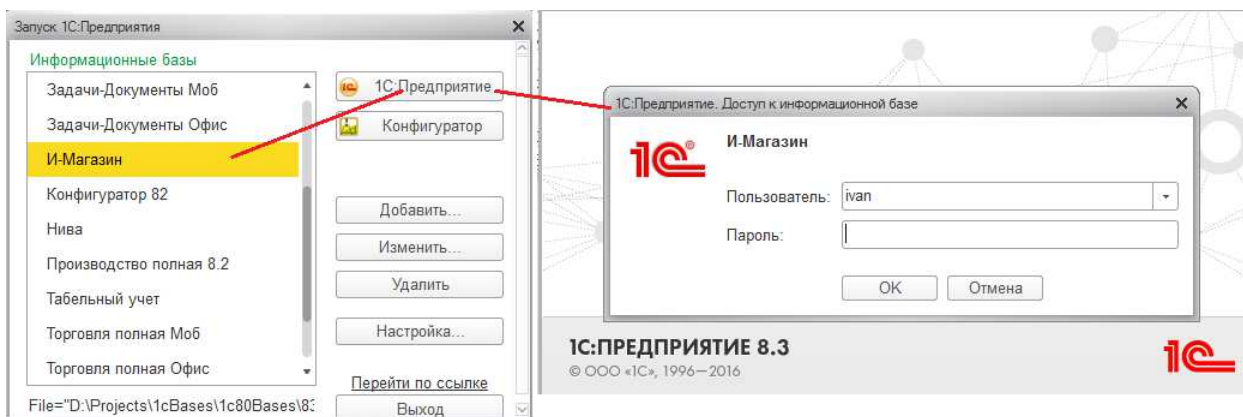 Запуск 1С:Предприятия
Информационные базы
Задачи-Документы Моб
Задачи-Документы Офис
И-Магазин
Конфигуратор 82
Нива
Производство полная 8.2
Табельный учет
Торговля полная Моб
Торговля полная Офис
File="D:\Projects\1cBases\1c80Bases\83
1С:Предприятие
Конфигуратор
Добавить...
Изменить...
Удалить
Настройка...
Перейти по ссылке
Выход
1С:Предприятие. Доступ к информационной базе
1С
И-Магазин
Пользователь: ivan
Пароль:
OK Отмена
1С:ПРЕДПРИЯТИЕ 8.3
© ООО «1С», 1996—2016
1С